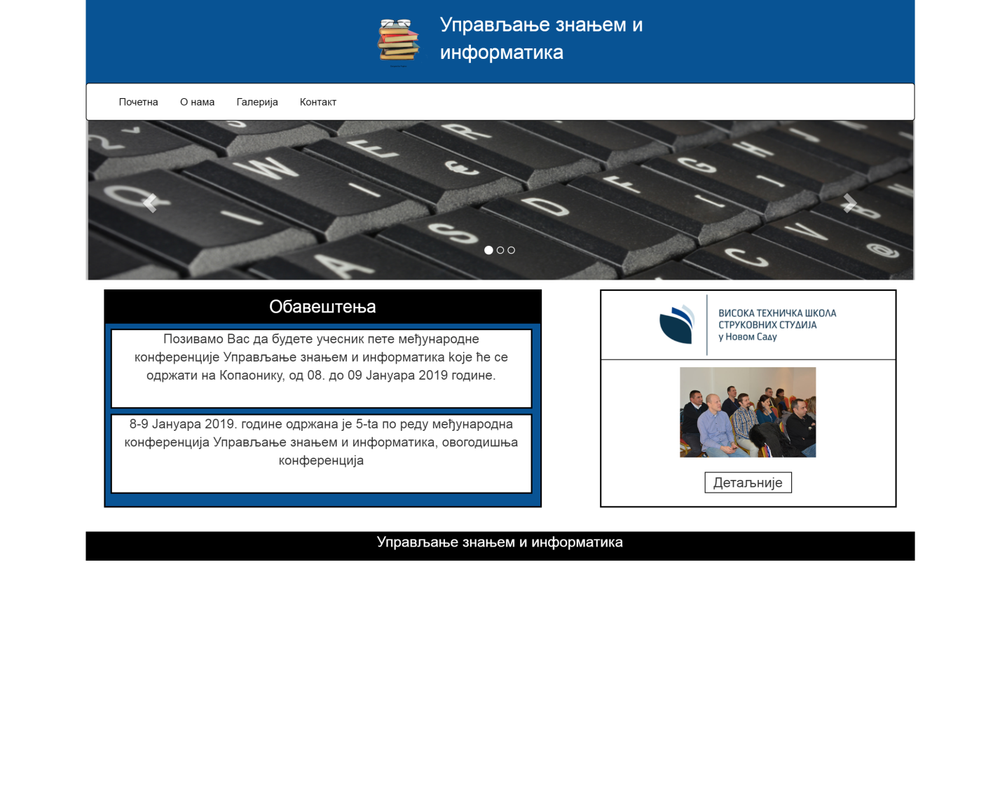 Управљање знањем и
информатика
Почетна О нама Галерија Контакт
2 W E R € Q I I S D F G H J I A C V B N @
Обавештења
Позивамо Вас да будете учесник пете међународне
конференције Управљање знањем и информатика koje ће се
одржати на Копаонику, од 08. до 09 Јануара 2019 године.
8-9 Јануара 2019. године одржана је 5-ta по реду међународна
конференција Управљање знањем и информатика, овогодишња
конференција
ВИСОКА ТЕХНИЧКА ШКОЛА
СТРУКОВНИХ СТУДИЈА
у Новом Саду
Детаљније
Управљање знањем и информатика